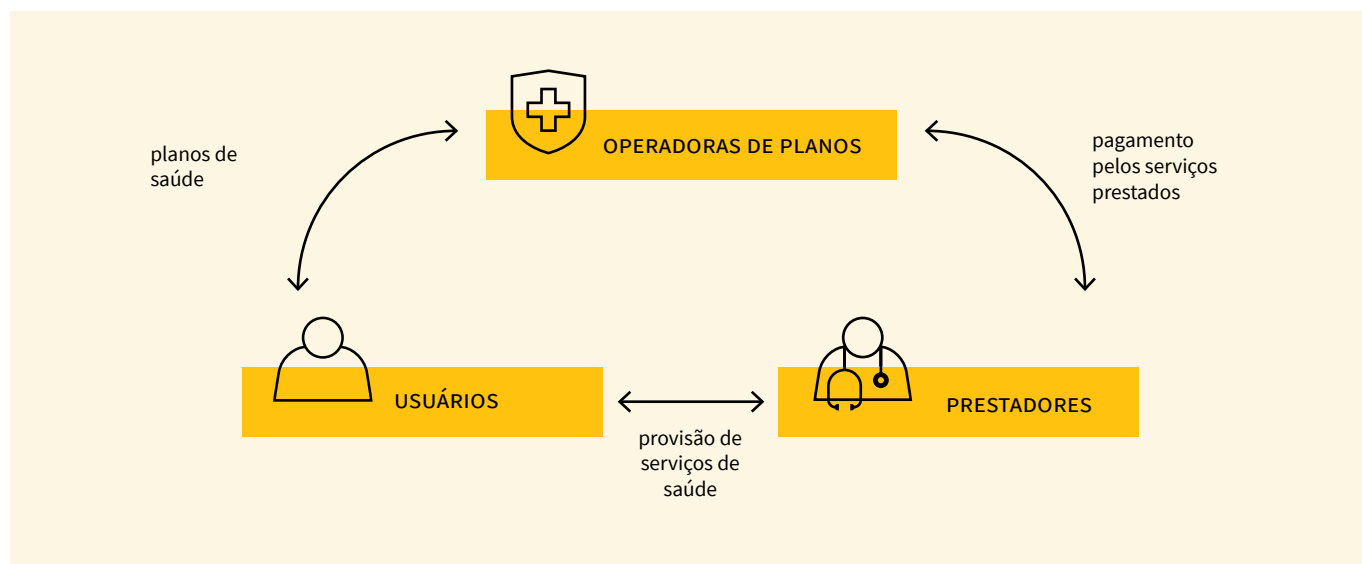 OPERADORAS DE PLANOS
planos de
saúde
pagamento
pelos serviços
prestados
USUÁRIOS
PRESTADORES
provisão de
serviços de
saúde